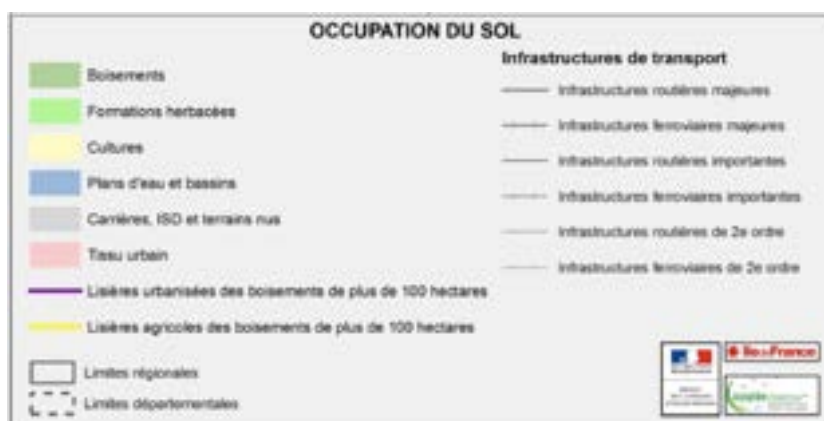 OCCUPATION DU SOL
Boisements
Formations herbacées
Cultures
Plans d'eau et bassins
Carrières, ISD et terrains nus
Tissu urbain
Lisières urbanisées des boisements de plus de 100 hectares
Lisières agricoles des boisements de plus de 100 hectares
Limites régionales
Limites départementales
Infrastructures de transport
Infrastructures routières majeures
Infrastructures ferroviaires majeures
Infrastructures routières importantes
Infrastructures ferroviaires importantes
Infrastructures routières de 2e ordre
Infrastructures ferroviaires de 2e ordre
île de France